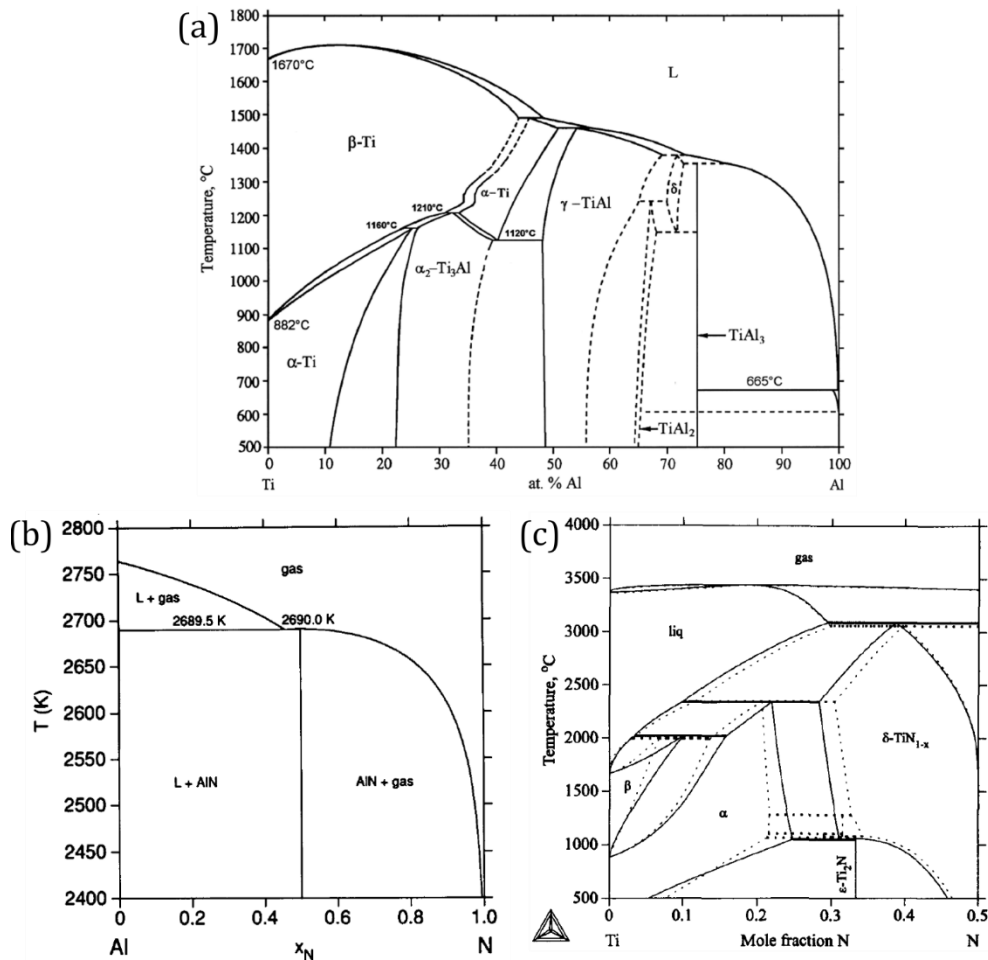 (a)
1800
1700
1600
1500
1400
1300
1200
1100
1000
900
800
700
600
500
Temperature, °C
1670°C
L
β-Ti
α-Ti
δ
γ-TiAl
1210°C
1160°C
1120°C
α₂-Ti₃Al
882°C
α-Ti
TiAl₃
665°C
TiAl₂
0 10 20 30 40 50 60 70 80 90 100
Ti at. % Al Al
(b)
2800
2750
2700
2650
2600
2550
2500
2450
2400
T (K)
gas
L + gas
2689.5 K 2690.0 K
L + AlN AlN + gas
0 0.2 0.4 0.6 0.8 1.0
Al xN N
(c)
4000
3500
3000
2500
2000
1500
1000
500
Temperature, °C
gas
liq
δ-TiN1-x
β
α
ε-Ti₂N
0 0.1 0.2 0.3 0.4 0.5
Ti Mole fraction N N